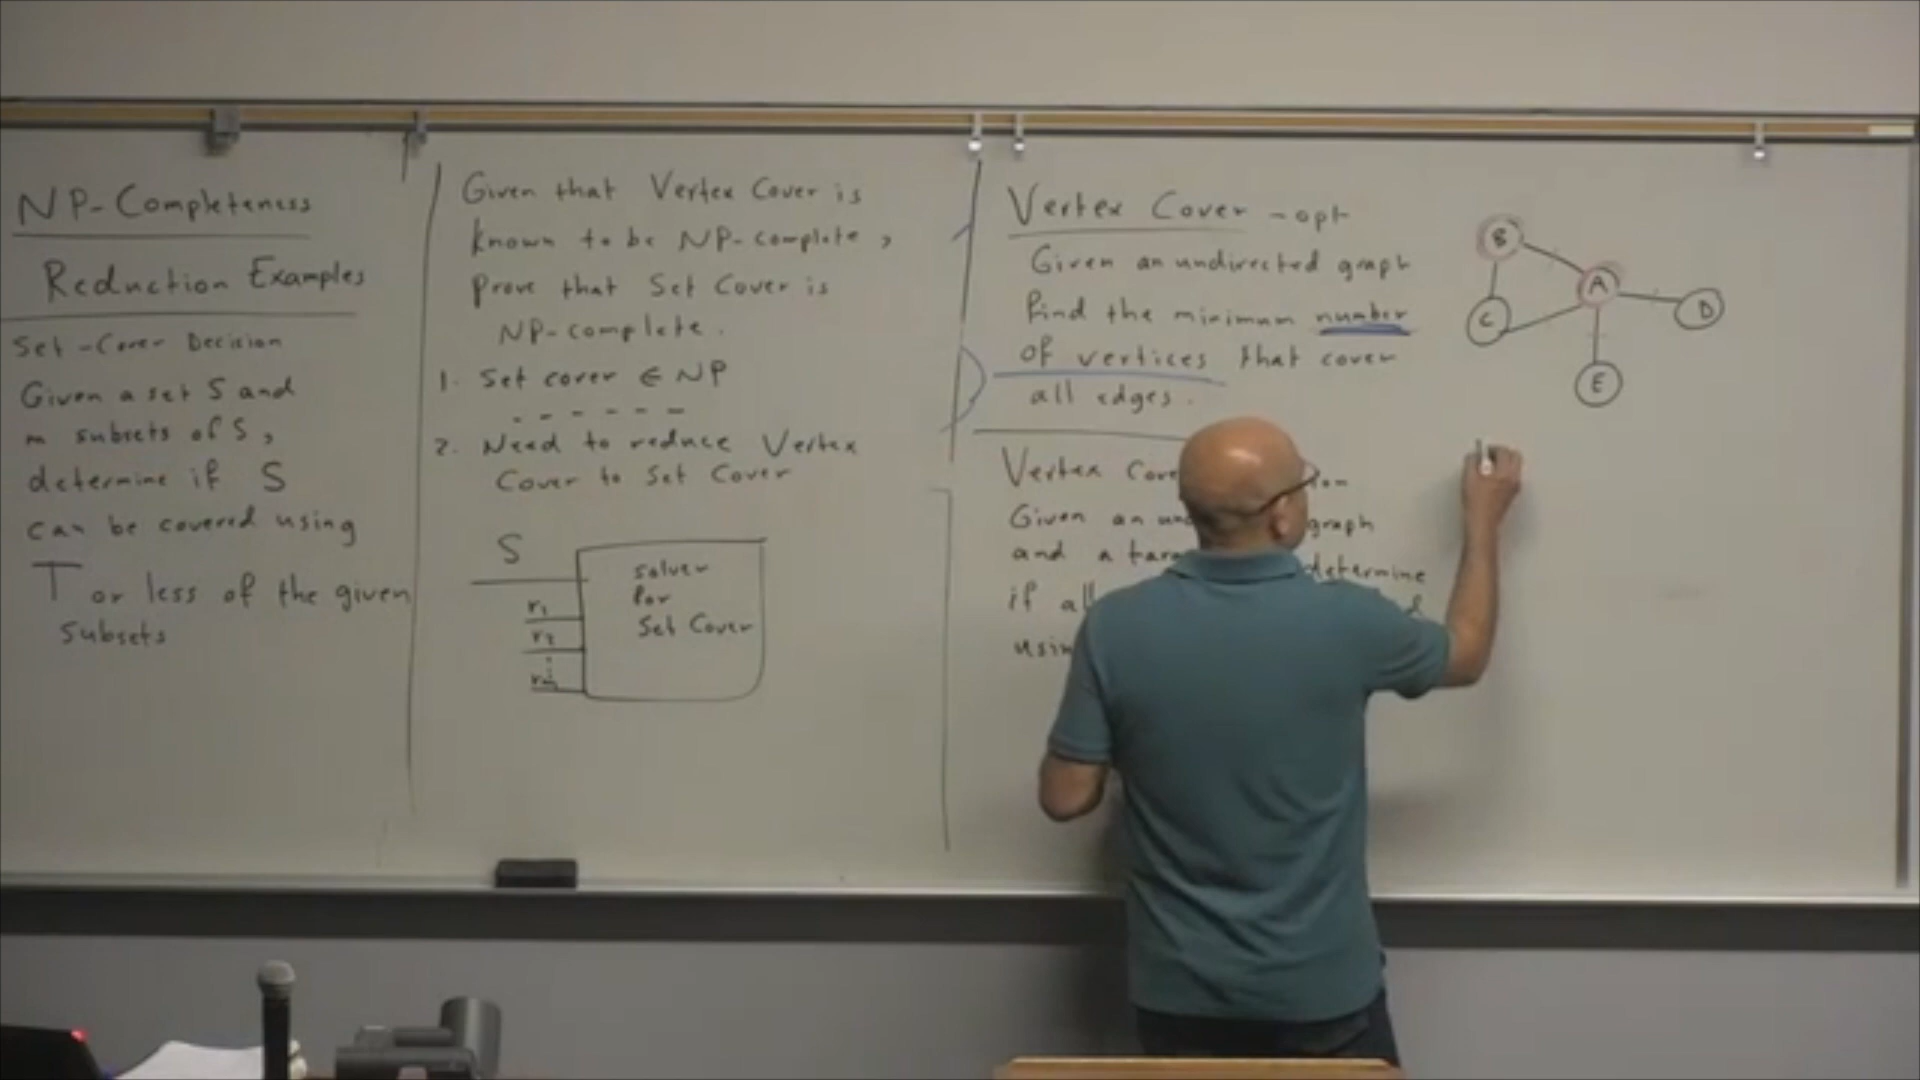 NP-Completeness
Reduction Examples
Set-Cover Decision
Given a set S and
m subsets of S,
determine if S
can be covered using
T or less of the given
subsets
Given that Vertex Cover is
known to be NP-complete,
prove that Set Cover is
NP-complete.
1. Set cover ∈ NP
2. Need to reduce Vertex
Cover to Set Cover
S
r1
r2
solver
for
Set Cover
Vertex Cover - opt
Given an undirected graph
find the minimum number
of vertices that cover
all edges.
Vertex
Given an graph
and a determine
if all
B
A
C
D
E